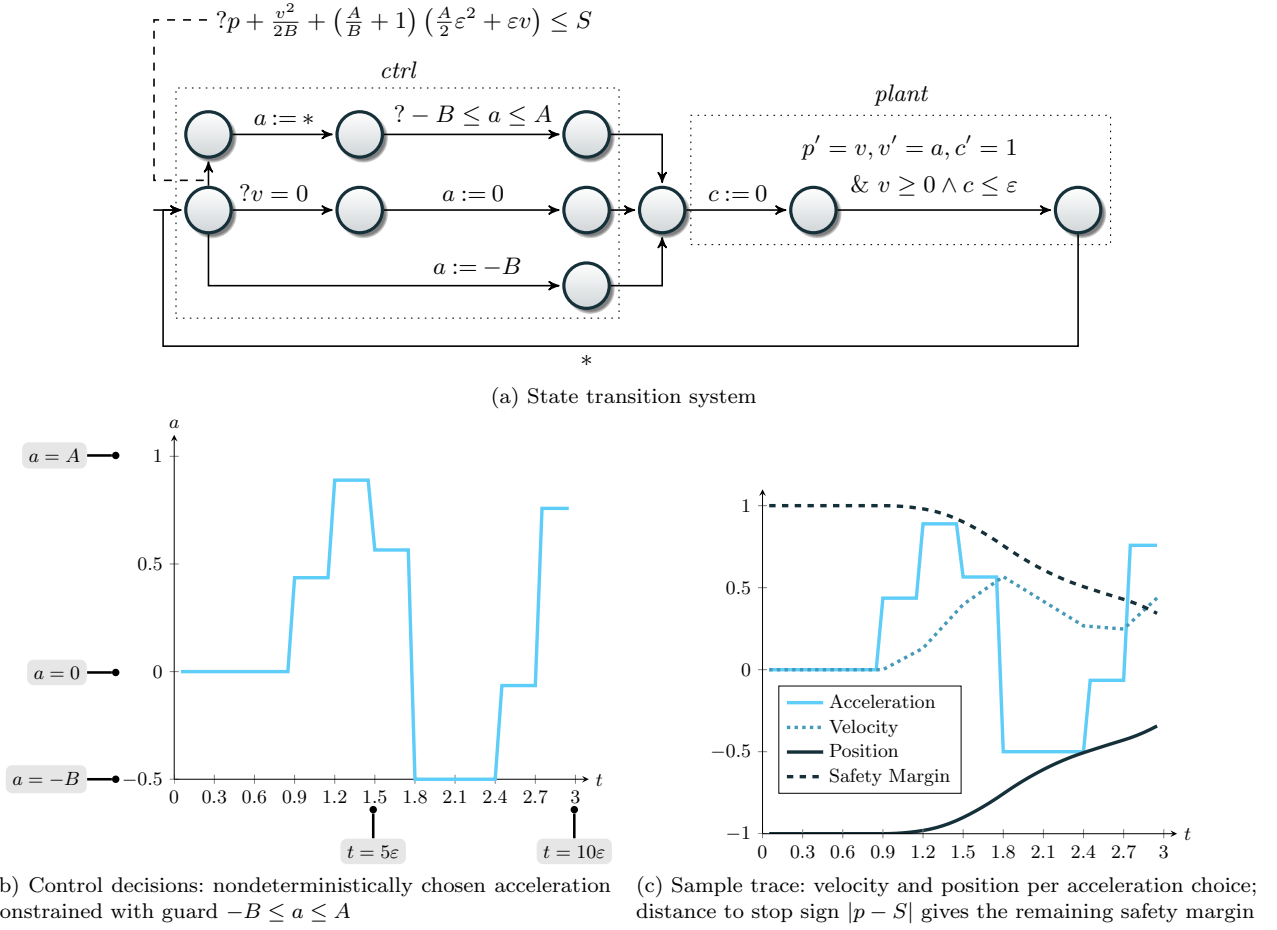 ?p + v²/2B + (A/B + 1) (A/2 ε² + εv) ≤ S
ctrl
plant
a := ∗
? − B ≤ a ≤ A
p′ = v, v′ = a, c′ = 1
& v ≥ 0 ∧ c ≤ ε
?v = 0
a := 0
c := 0
a := −B
∗
(a) State transition system
a
a = A
1
0.5
a = 0
0
a = −B
−0.5
t
0 0.3 0.6 0.9 1.2 1.5 1.8 2.1 2.4 2.7 3
t = 5ε
t = 10ε
b) Control decisions: nondeterministically chosen acceleration
onstrained with guard −B ≤ a ≤ A
1
0.5
0
−0.5
−1
Acceleration
Velocity
Position
Safety Margin
t
0 0.3 0.6 0.9 1.2 1.5 1.8 2.1 2.4 2.7 3
(c) Sample trace: velocity and position per acceleration choice;
distance to stop sign |p − S| gives the remaining safety margin